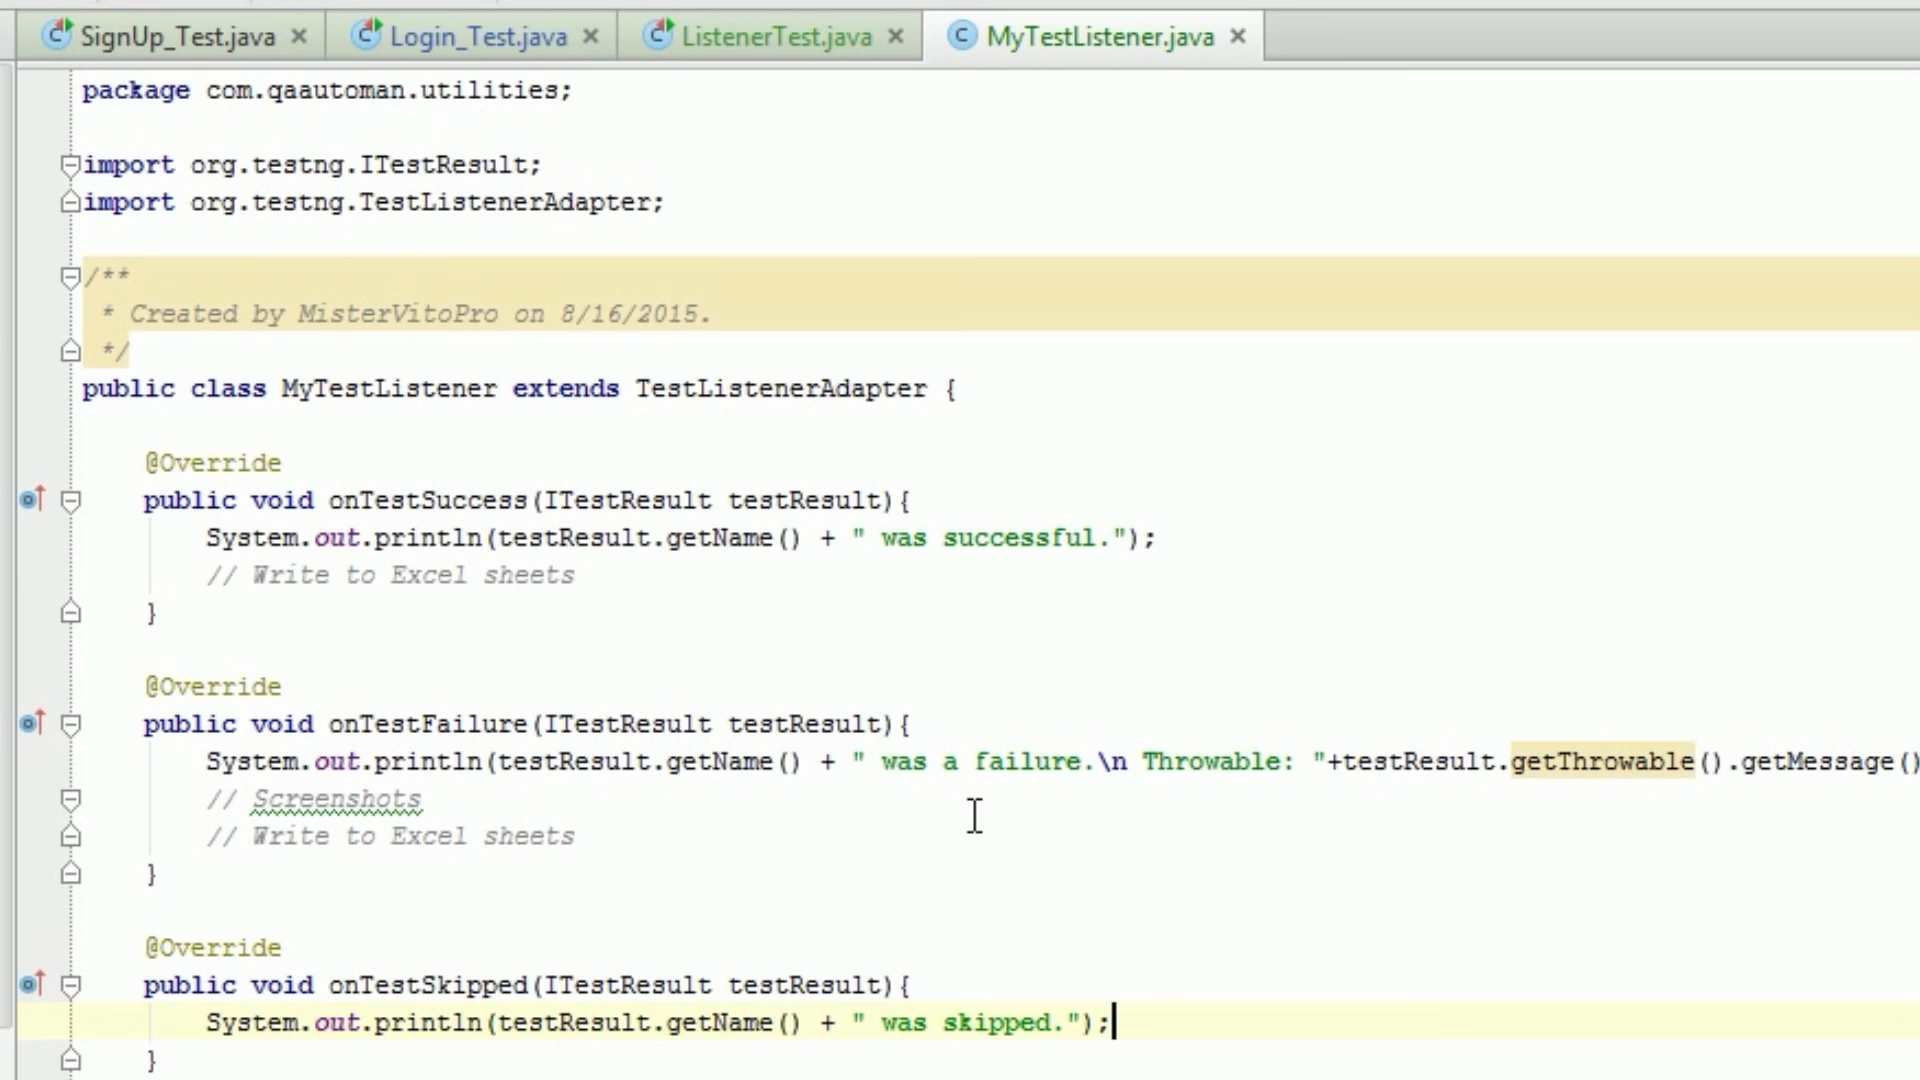 SignUp_Test.java Login_Test.java ListenerTest.java MyTestListener.java
package com.qaautoman.utilities;
import org.testng.ITestResult;
import org.testng.TestListenerAdapter;
/**
* Created by MisterVitoPro on 8/16/2015.
*/
public class MyTestListener extends TestListenerAdapter {
@Override
public void onTestSuccess(ITestResult testResult){
System.out.println(testResult.getName() + " was successful.");
// Write to Excel sheets
}
@Override
public void onTestFailure(ITestResult testResult){
System.out.println(testResult.getName() + " was a failure.\n Throwable: "+testResult.getThrowable().getMessage()
// Screenshots
// Write to Excel sheets
}
@Override
public void onTestSkipped(ITestResult testResult){
System.out.println(testResult.getName() + " was skipped.");
}